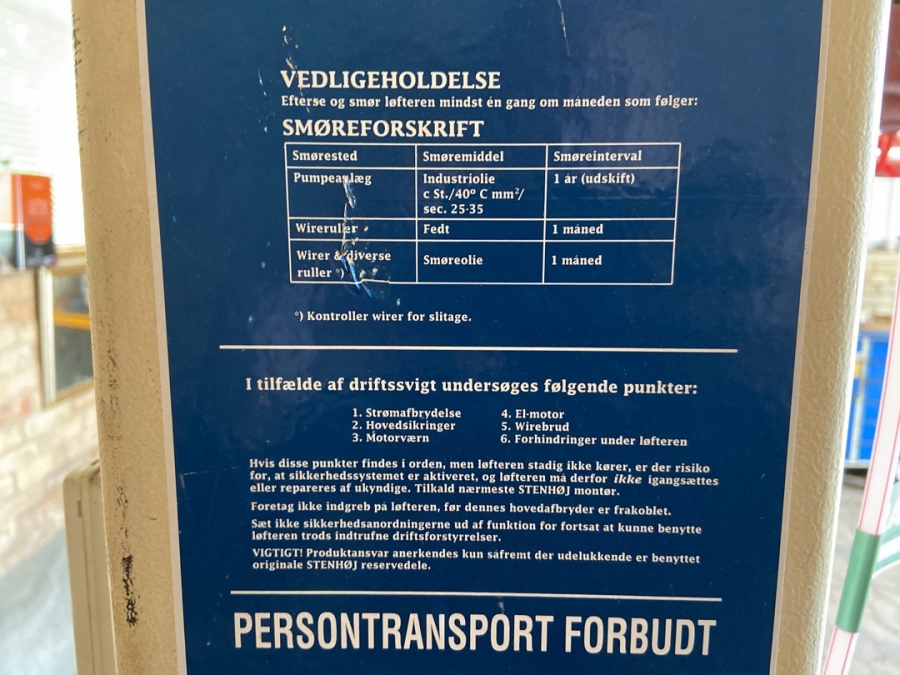 VEDLIGEHOLDELSE
Efterse og smør løfteren mindst én gang om måneden som følger:
SMØREFORSKRIFT
Smørested Smøremiddel Smøreinterval
Pumpeanlæg Industriolie 1 år (udskift)
c St./40º C mm²/
sec. 25-35
Wireruller Fedt 1 måned
Wirer & diverse
ruller *) Smøreolie 1 måned
*) Kontroller wirer for slitage.
I tilfælde af driftssvigt undersøges følgende punkter:
1. Strømafbrydelse 4. El-motor
2. Hovedsikringer 5. Wirebrud
3. Motorværn 6. Forhindringer under løfteren
Hvis disse punkter findes i orden, men løfteren stadig ikke kører, er der risiko
for, at sikkerhedssystemet er aktiveret, og løfteren må derfor ikke igangsættes
eller repareres af ukyndige. Tilkald nærmeste STENHØJ montør.
Foretag ikke indgreb på løfteren, før dennes hovedafbryder er frakoblet.
Sæt ikke sikkerhedsanordningerne ud af funktion for fortsat at kunne benytte
løfteren trods indtrufne driftsforstyrrelser.
VIGTIGT! Produktansvar anerkendes kun såfremt der udelukkende er benyttet
originale STENHØJ reservedele.
PERSONTRANSPORT FORBUDT